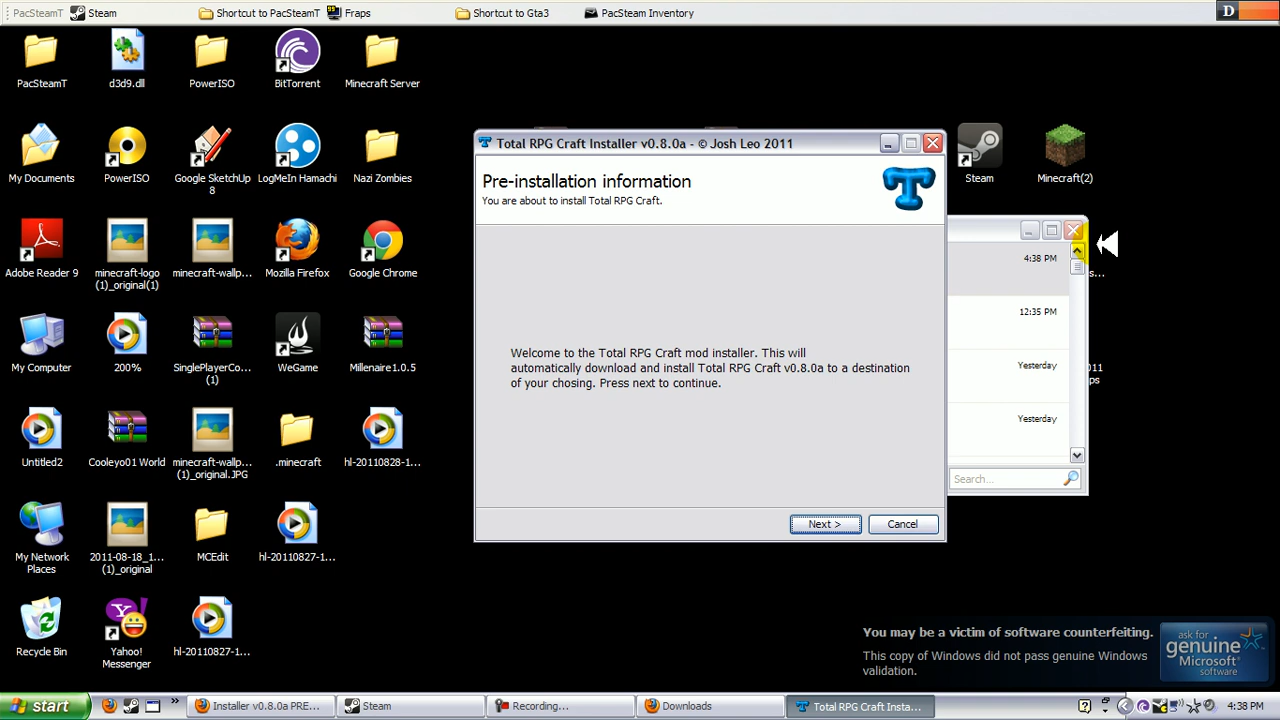 PacSteamT
Steam
Shortcut to PacSteamT
Fraps
Shortcut to Gta3
PacSteam Inventory
D
PacSteamT
d3d9.dll
PowerISO
BitTorrent
Minecraft Server
My Documents
PowerISO
Google SketchUp
8
LogMeIn Hamachi
Nazi Zombies
Steam
Minecraft(2)
Adobe Reader 9
minecraft-logo
(1)_original(1)
minecraft-wallp...
Mozilla Firefox
Google Chrome
My Computer
200%
SinglePlayerCo...
(1)
WeGame
Millenaire 1.0.5
Untitled2
Cooleyo01 World
minecraft-wallp...
(1)_original.JPG
.minecraft
hl-20110828-1...
My Network
Places
2011-08-18_1...
(1)_original
MCEdit
hl-20110827-1...
Recycle Bin
Yahoo!
Messenger
hl-20110827-1...
Total RPG Craft Installer v0.8.0a - © Josh Leo 2011
Pre-installation information
You are about to install Total RPG Craft.
Welcome to the Total RPG Craft mod installer. This will
automatically download and install Total RPG Craft v0.8.0a to a destination
of your chosing. Press next to continue.
Next >
Cancel
4:38 PM
12:35 PM
Yesterday
Yesterday
Search...
s...
011
ps
You may be a victim of software counterfeiting.
This copy of Windows did not pass genuine Windows
validation.
ask for
genuine
Microsoft
software
start
Installer v0.8.0a PRE...
Steam
Recording...
Downloads
Total RPG Craft Insta...
4:38 PM